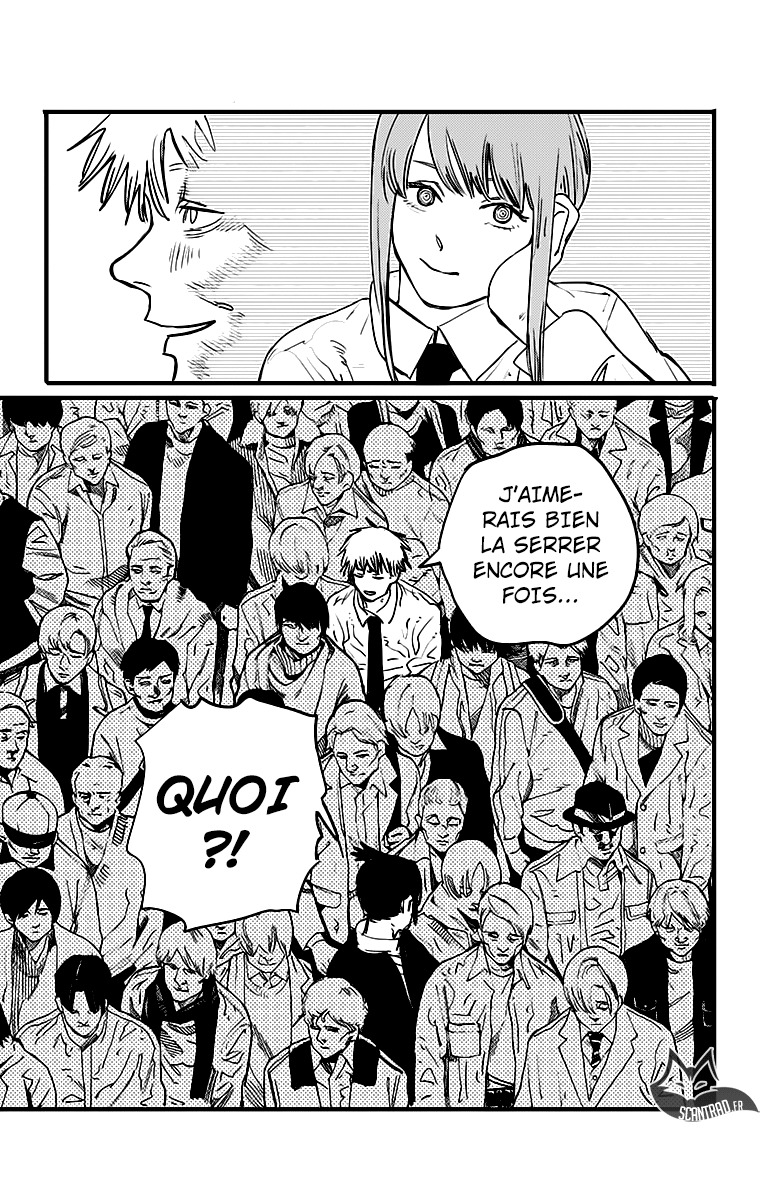 J'AIME-
RAIS BIEN
LA SERRER
ENCORE UNE
FOIS...
QUOI
?!
SCANTRAD.FR